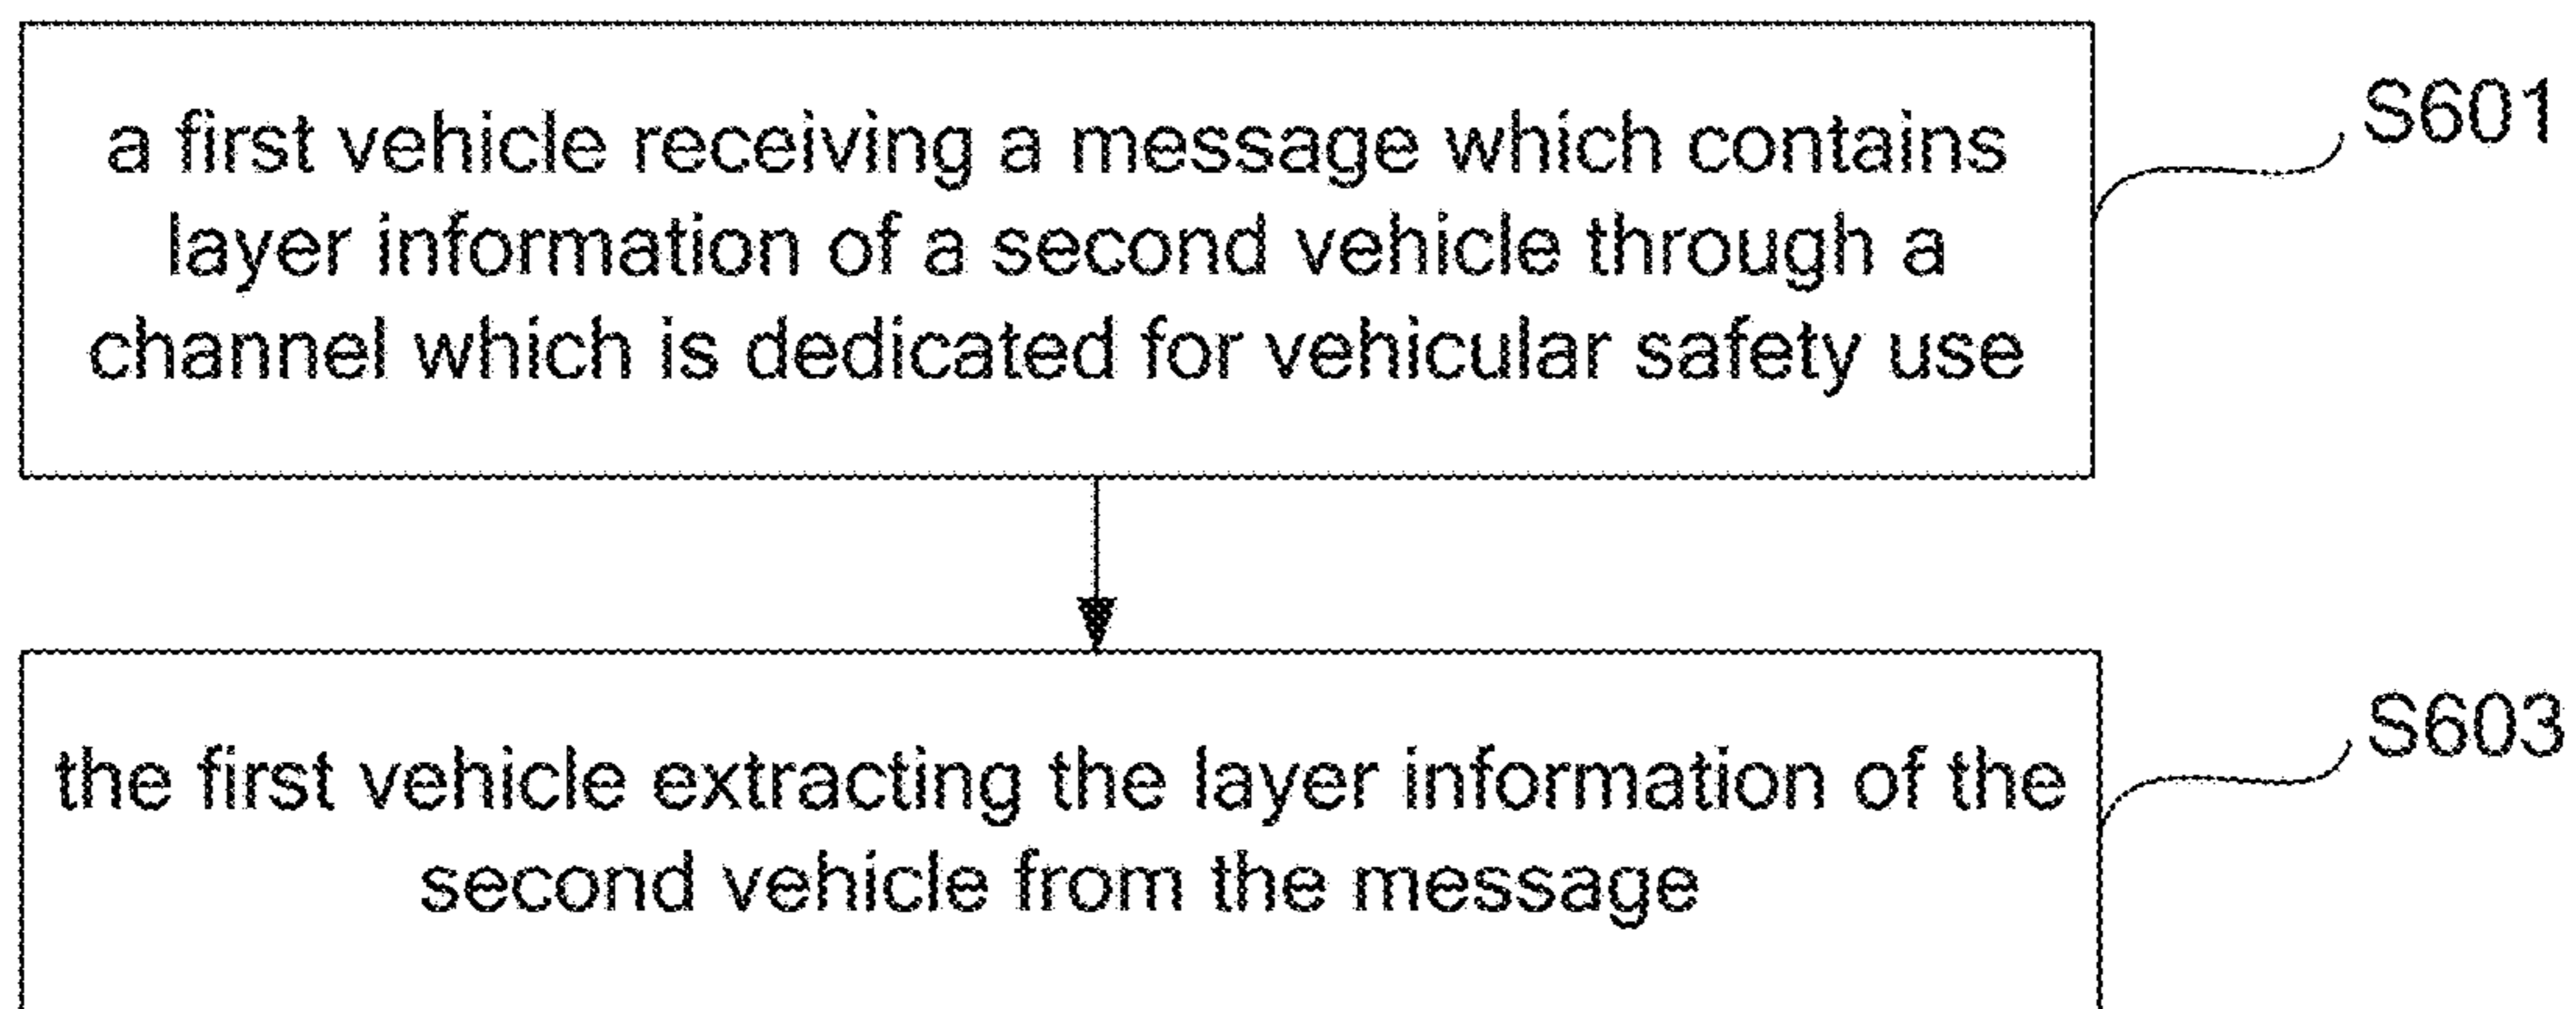 a first vehicle receiving a message which contains
layer information of a second vehicle through a
channel which is dedicated for vehicular safety use
S601
the first vehicle extracting the layer information of the
second vehicle from the message
S603